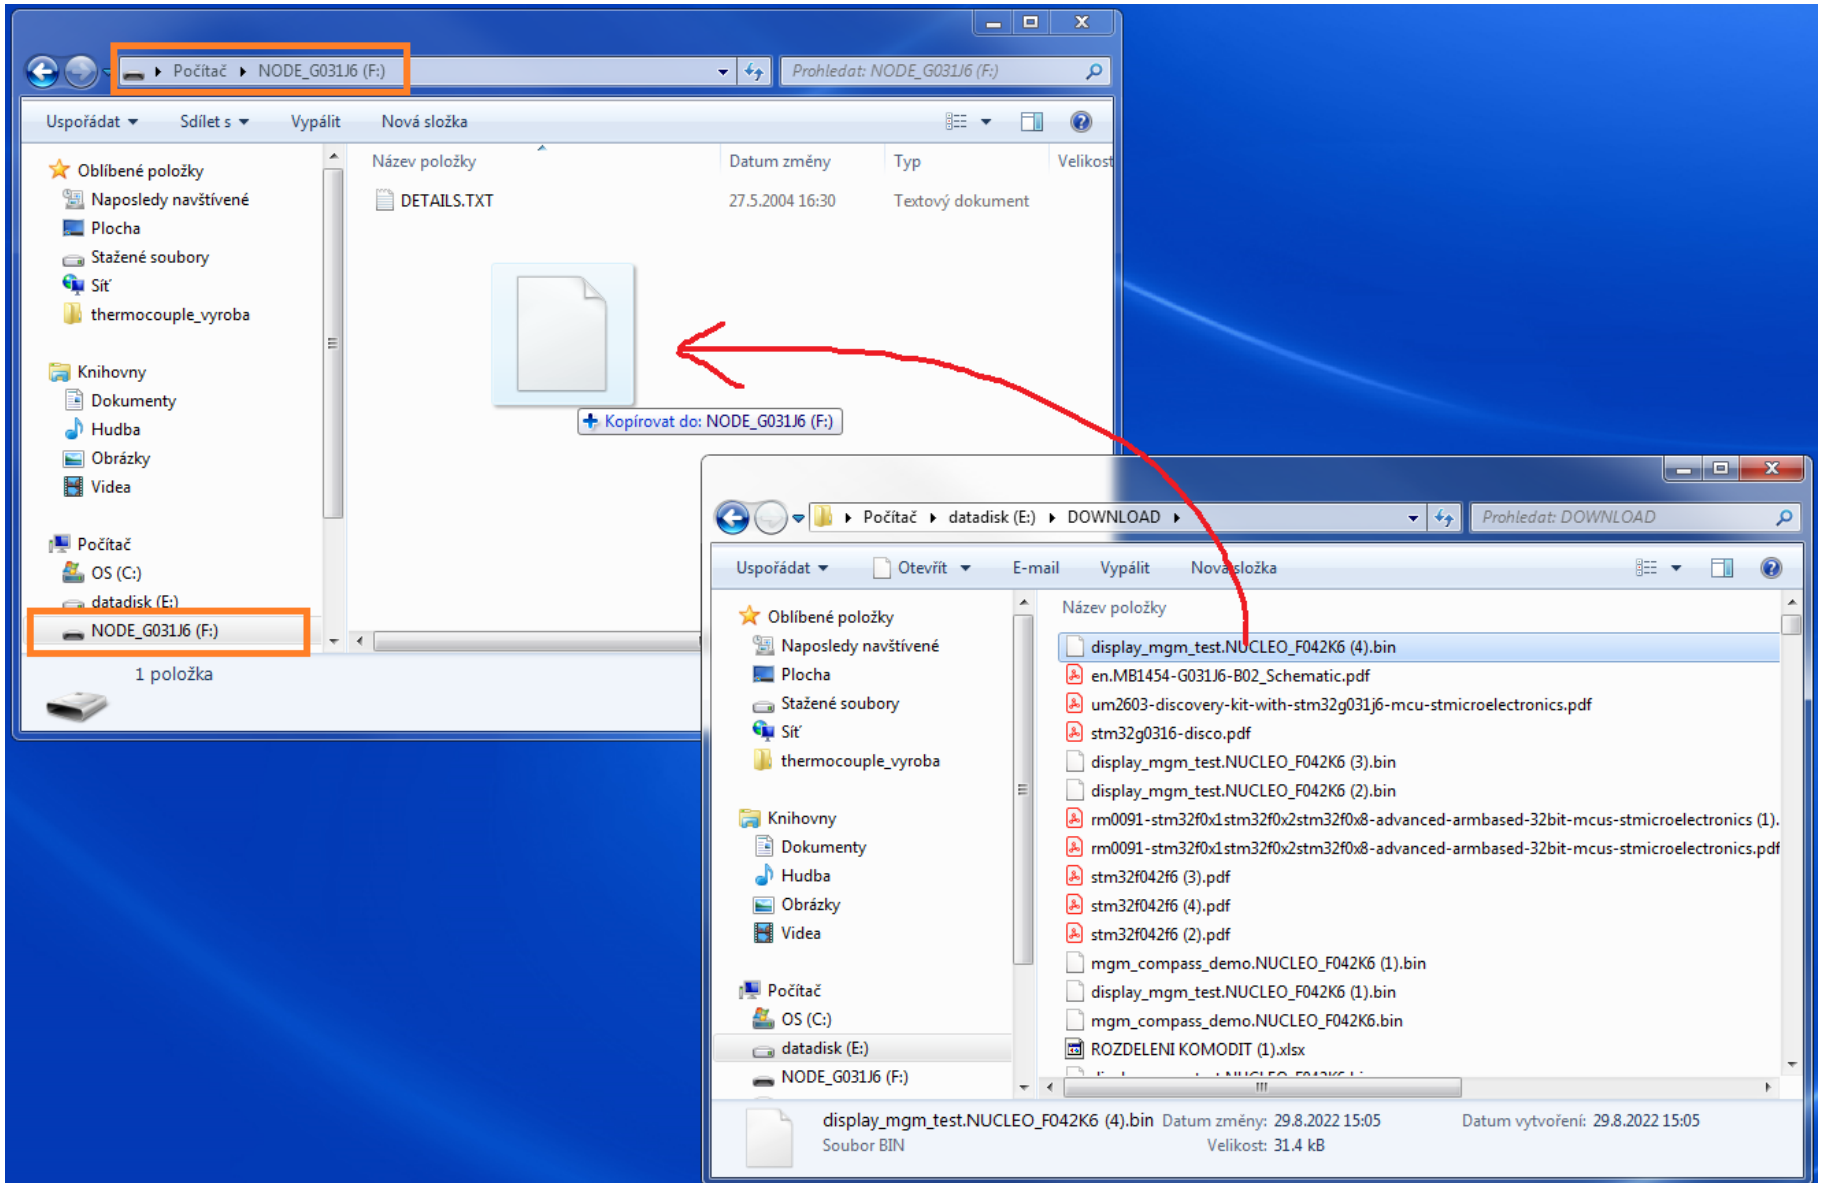 Počítač ▸ NODE_G031J6 (F:)
Prohledat: NODE_G031J6 (F:)
Uspořádat Sdílet s Vypálit Nová složka
Oblíbené položky
Naposledy navštívené
Plocha
Stažené soubory
Síť
thermocouple_vyroba
Knihovny
Dokumenty
Hudba
Obrázky
Videa
Počítač
OS (C:)
datadisk (E:)
NODE_G031J6 (F:)
Název položky Datum změny Typ Velikost
DETAILS.TXT 27.5.2004 16:30 Textový dokument
Kopírovat do: NODE_G031J6 (F:)
1 položka
Počítač ▸ datadisk (E:) ▸ DOWNLOAD ▸
Prohledat: DOWNLOAD
Uspořádat Otevřít E-mail Vypálit Nová složka
Oblíbené položky
Naposledy navštívené
Plocha
Stažené soubory
Síť
thermocouple_vyroba
Knihovny
Dokumenty
Hudba
Obrázky
Videa
Počítač
OS (C:)
datadisk (E:)
NODE_G031J6 (F:)
Název položky
display_mgm_test.NUCLEO_F042K6 (4).bin
en.MB1454-G031J6-B02_Schematic.pdf
um2603-discovery-kit-with-stm32g031j6-mcu-stmicroelectronics.pdf
stm32g0316-disco.pdf
display_mgm_test.NUCLEO_F042K6 (3).bin
display_mgm_test.NUCLEO_F042K6 (2).bin
rm0091-stm32f0x1stm32f0x2stm32f0x8-advanced-armbased-32bit-mcus-stmicroelectronics (1).
rm0091-stm32f0x1stm32f0x2stm32f0x8-advanced-armbased-32bit-mcus-stmicroelectronics.pdf
stm32f042f6 (3).pdf
stm32f042f6 (4).pdf
stm32f042f6 (2).pdf
mgm_compass_demo.NUCLEO_F042K6 (1).bin
display_mgm_test.NUCLEO_F042K6 (1).bin
mgm_compass_demo.NUCLEO_F042K6.bin
ROZDELENI KOMODIT (1).xlsx
display_mgm_test.NUCLEO_F042K6 (4).bin Datum změny: 29.8.2022 15:05 Datum vytvoření: 29.8.2022 15:05
Soubor BIN Velikost: 31.4 kB